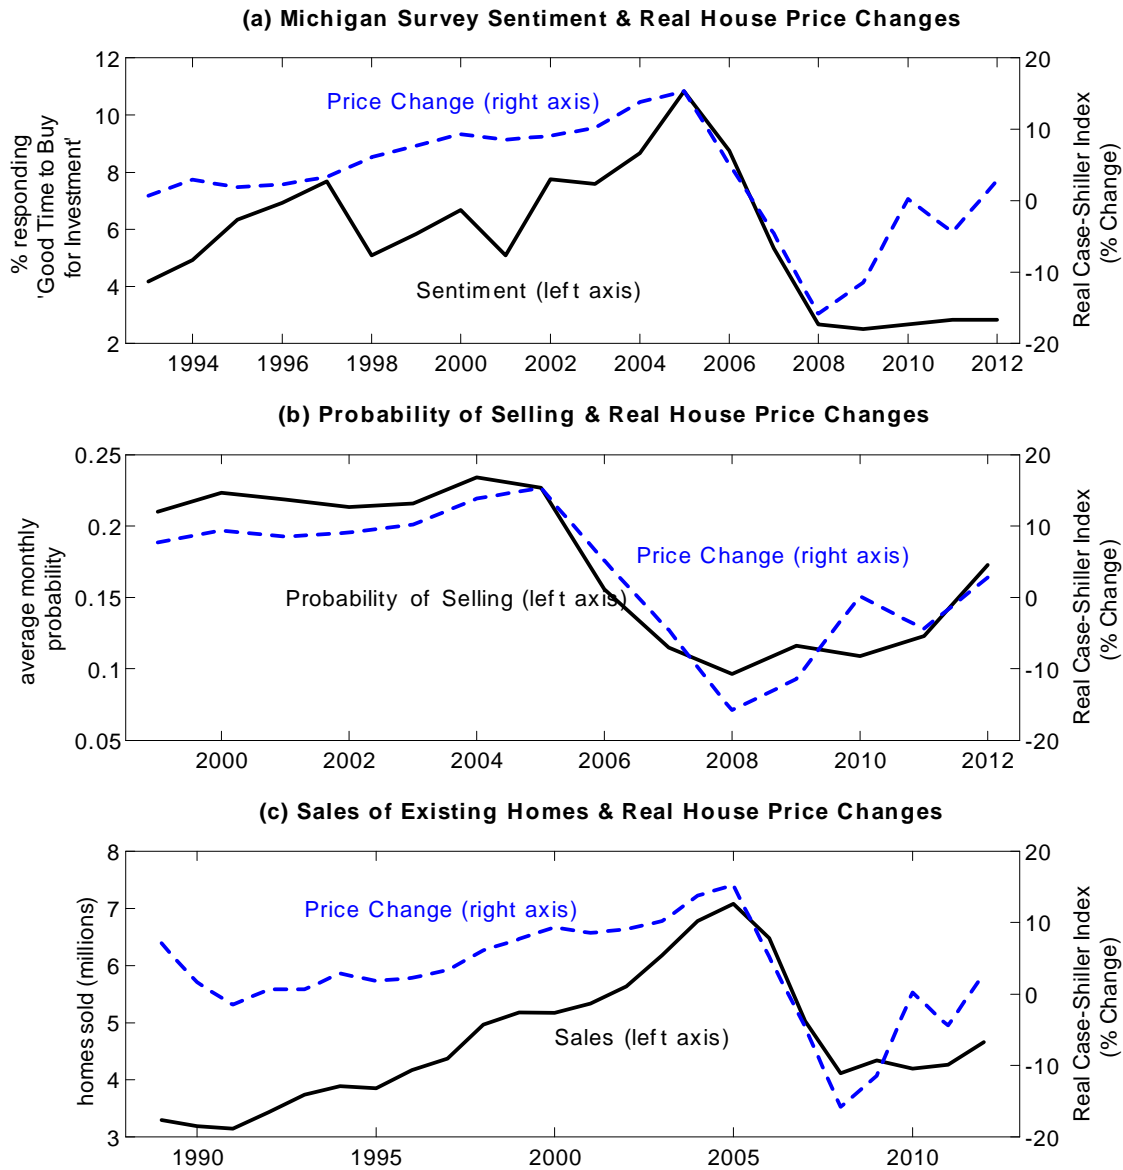 (a) Michigan Survey Sentiment & Real House Price Changes
% responding
'Good Time to Buy
for Investment'
12
10
8
6
4
2
Price Change (right axis)
Sentiment (left axis)
20
10
0
-10
-20
Real Case-Shiller Index
(% Change)
1994 1996 1998 2000 2002 2004 2006 2008 2010 2012
(b) Probability of Selling & Real House Price Changes
average monthly
probability
0.25
0.2
0.15
0.1
0.05
Price Change (right axis)
Probability of Selling (left axis)
20
10
0
-10
-20
Real Case-Shiller Index
(% Change)
2000 2002 2004 2006 2008 2010 2012
(c) Sales of Existing Homes & Real House Price Changes
homes sold (millions)
8
7
6
5
4
3
Price Change (right axis)
Sales (left axis)
20
10
0
-10
-20
Real Case-Shiller Index
(% Change)
1990 1995 2000 2005 2010